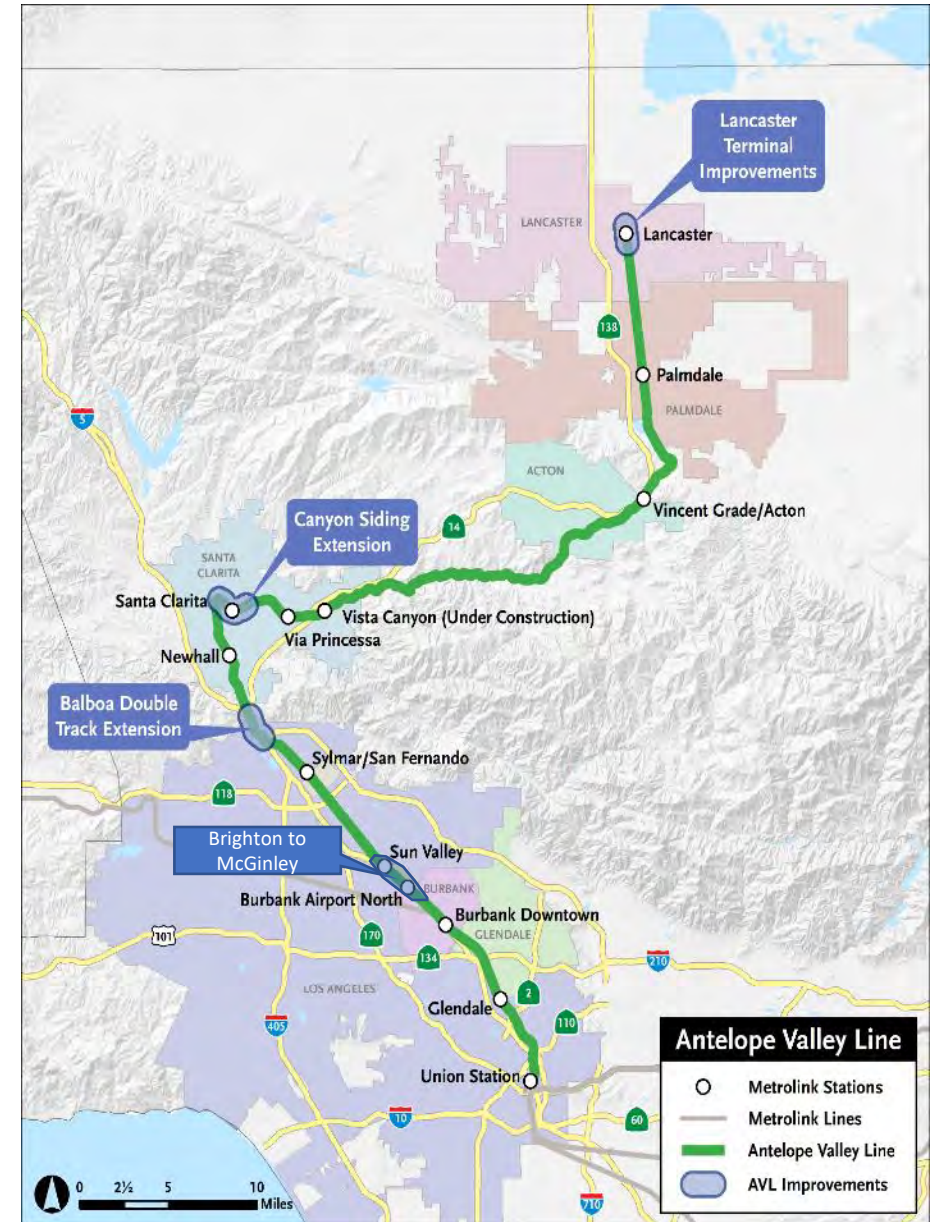 Lancaster
Terminal
Improvements
LANCASTER
Lancaster
138
Palmdale
PALMDALE
5
ACTON
Vincent Grade/Acton
Canyon Siding
Extension
14
SANTA
CLARITA
Santa Clarita
Vista Canyon (Under Construction)
Via Princessa
Newhall
Balboa Double
Track Extension
Sylmar/San Fernando
118
Brighton to
McGinley
Sun Valley
BURBANK
Burbank Airport North
Burbank Downtown
GLENDALE
101
170
134
210
LOS ANGELES
2
Glendale
405
110
Union Station
10
60
710
Antelope Valley Line
Metrolink Stations
Metrolink Lines
Antelope Valley Line
AVL Improvements
0 2½ 5 10
Miles